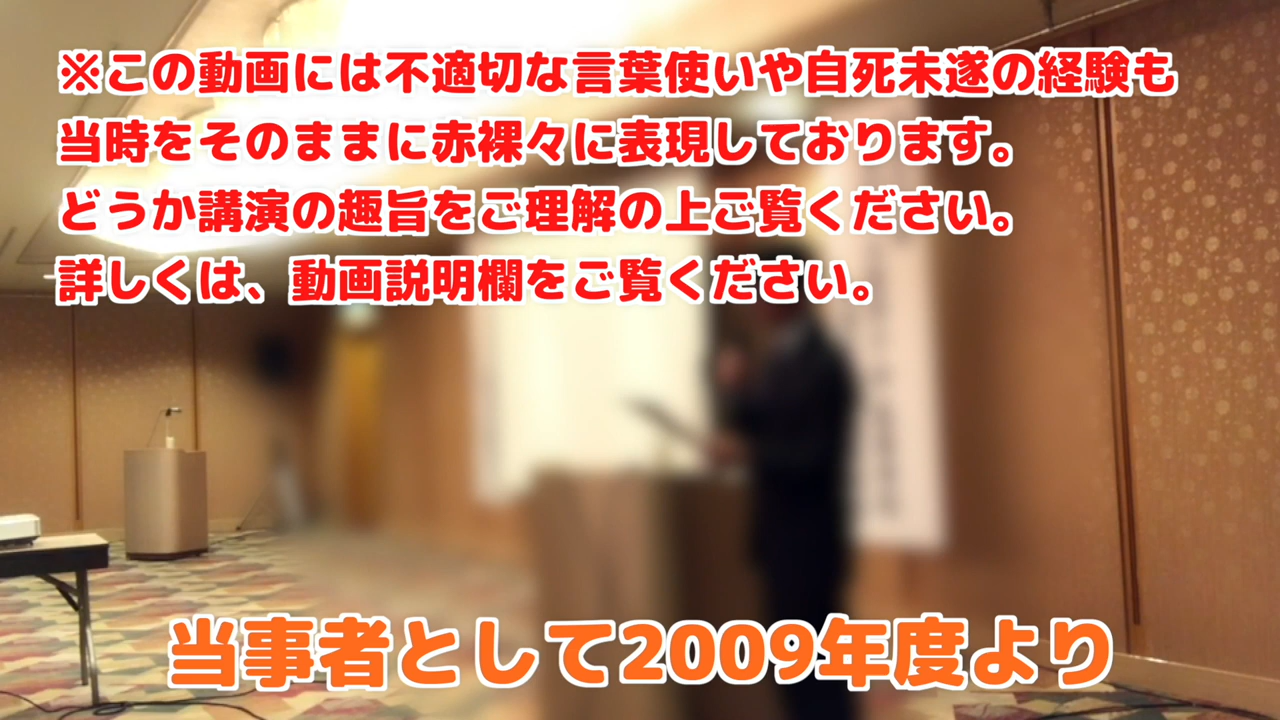 ※この動画には不適切な言葉使いや自死未遂の経験も
当時をそのままに赤裸々に表現しております。
どうか講演の趣旨をご理解の上ご覧ください。
詳しくは、動画説明欄をご覧ください。
当事者として2009年度より